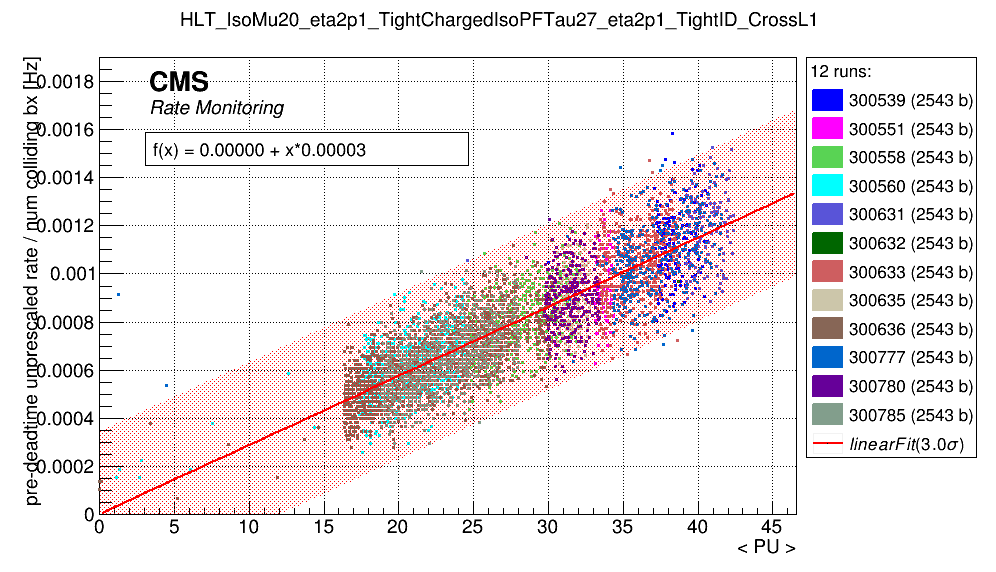 HLT_IsoMu20_eta2p1_TightChargedIsoPFTau27_eta2p1_TightID_CrossL1
pre-deadtime unprescaled rate / num colliding bx [Hz]
0.0018
0.0016
0.0014
0.0012
0.001
0.0008
0.0006
0.0004
0.0002
0
CMS
Rate Monitoring
f(x) = 0.00000 + x*0.00003
0 5 10 15 20 25 30 35 40 45
< PU >
12 runs:
300539 (2543 b)
300551 (2543 b)
300558 (2543 b)
300560 (2543 b)
300631 (2543 b)
300632 (2543 b)
300633 (2543 b)
300635 (2543 b)
300636 (2543 b)
300777 (2543 b)
300780 (2543 b)
300785 (2543 b)
linearFit(3.0σ)